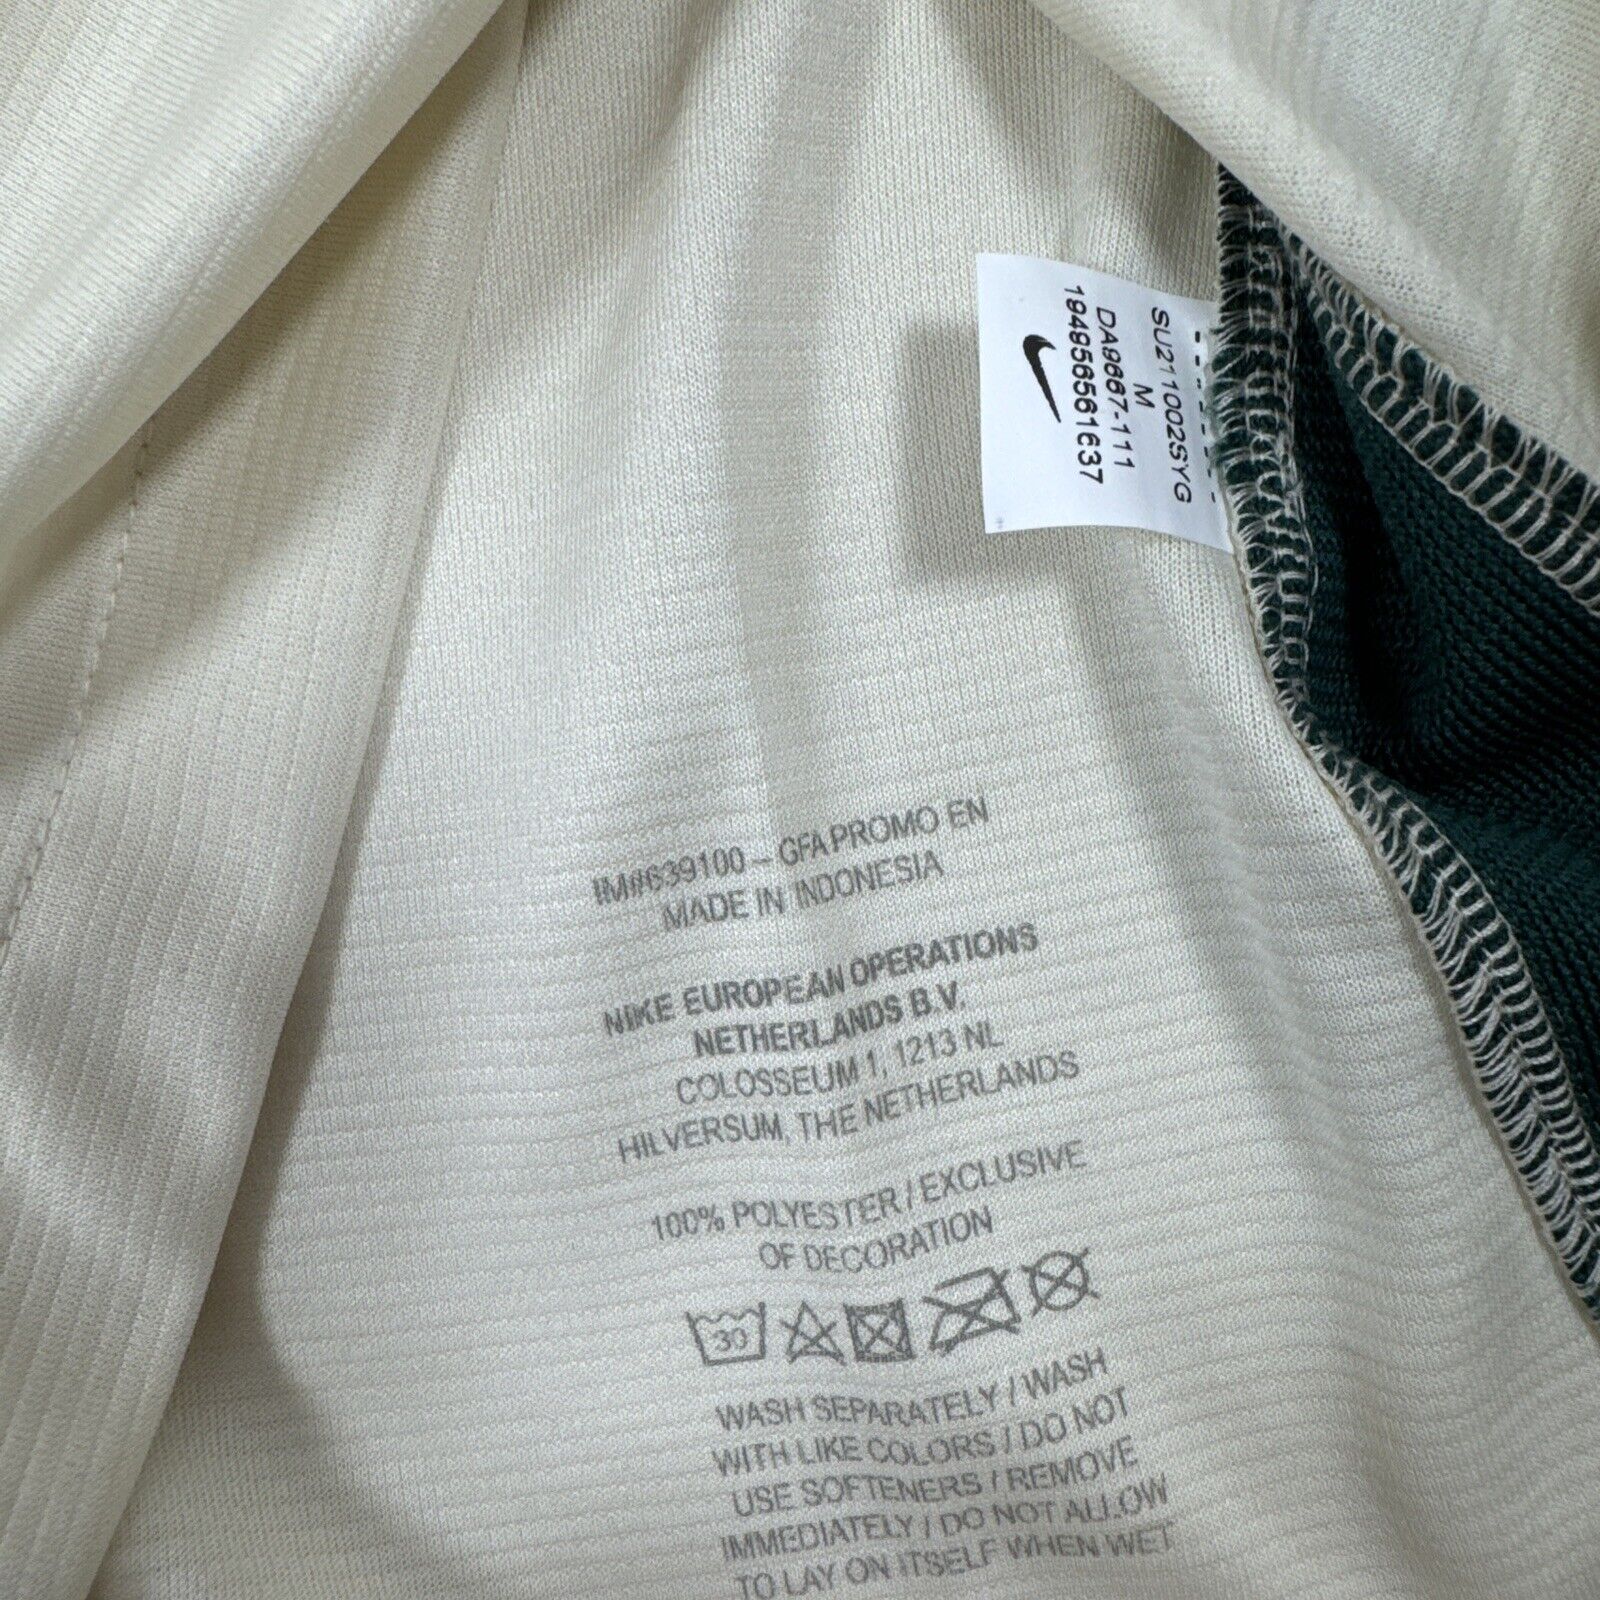 SU211002SYG
M
DA9667-111
194856561637
IM#639100 – GFA PROMO EN
MADE IN INDONESIA
NIKE EUROPEAN OPERATIONS
NETHERLANDS B.V.
COLOSSEUM 1, 1213 NL
HILVERSUM, THE NETHERLANDS
100% POLYESTER / EXCLUSIVE
OF DECORATION
30
WASH SEPARATELY / WASH
WITH LIKE COLORS / DO NOT
USE SOFTENERS / REMOVE
IMMEDIATELY / DO NOT ALLOW
TO LAY ON ITSELF WHEN WET